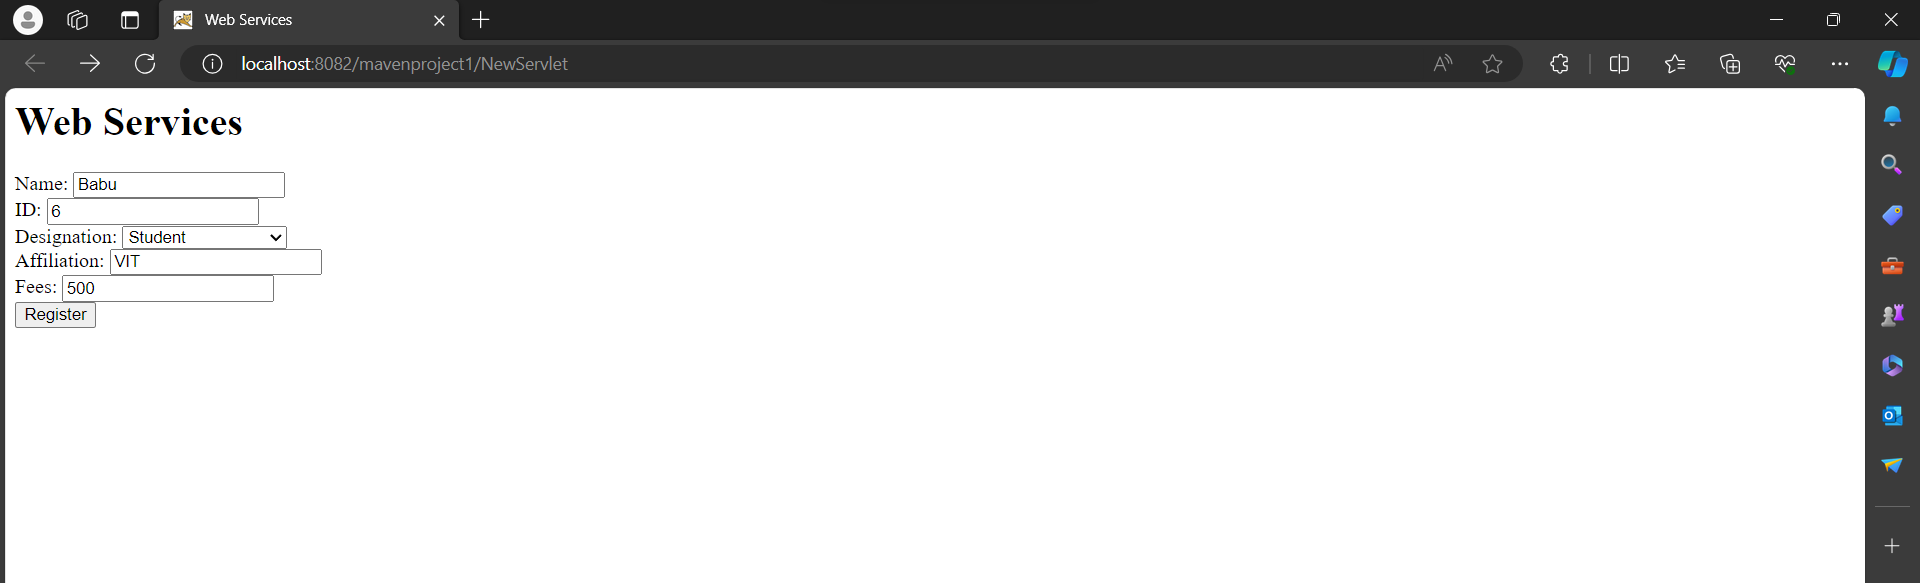 Web Services
localhost:8082/mavenproject1/NewServlet
Web Services
Name: Babu
ID: 6
Designation: Student
Affiliation: VIT
Fees: 500
Register